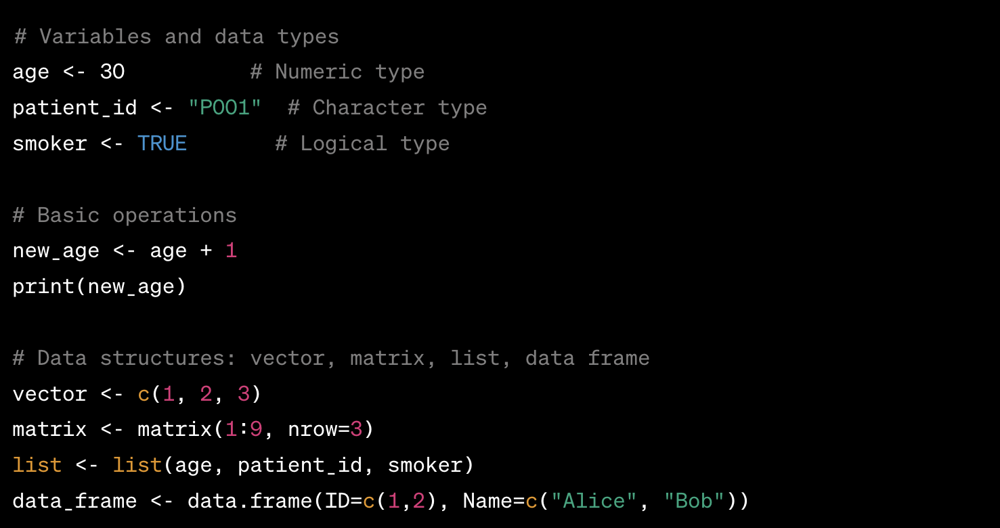 # Variables and data types
age <- 30          # Numeric type
patient_id <- "P001"  # Character type
smoker <- TRUE       # Logical type
# Basic operations
new_age <- age + 1
print(new_age)
# Data structures: vector, matrix, list, data frame
vector <- c(1, 2, 3)
matrix <- matrix(1:9, nrow=3)
list <- list(age, patient_id, smoker)
data_frame <- data.frame(ID=c(1,2), Name=c("Alice", "Bob"))